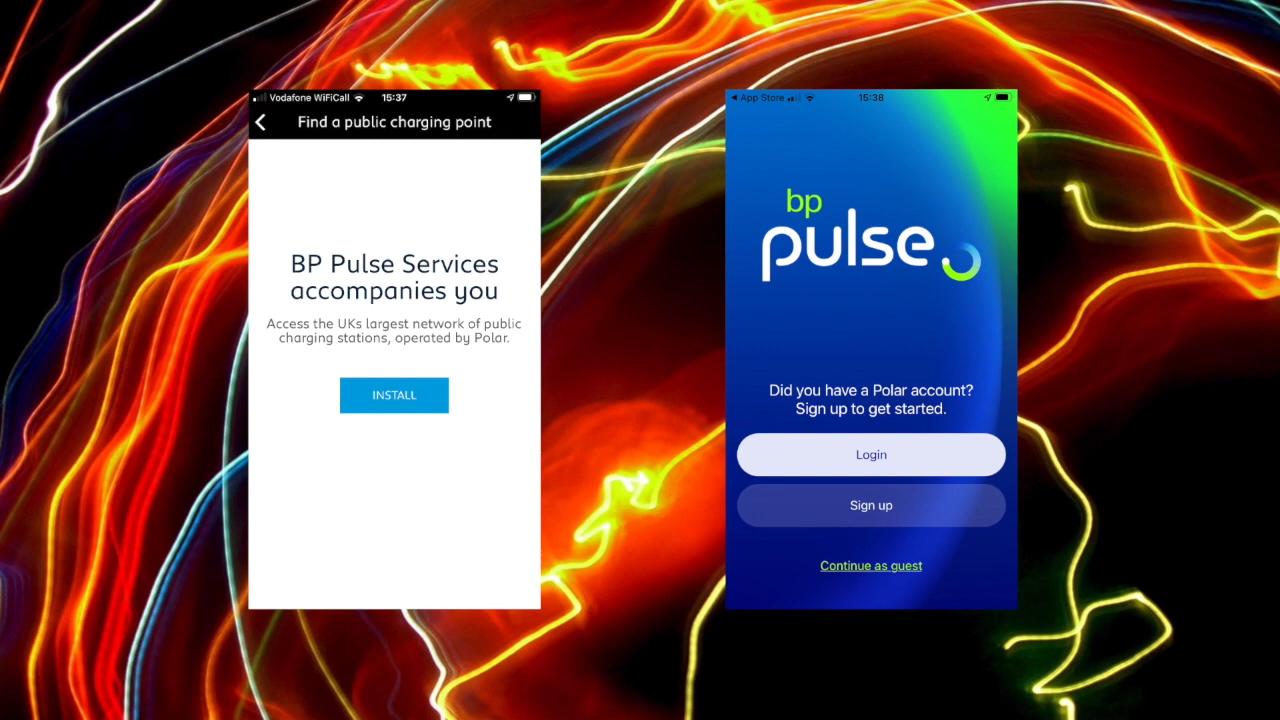 Vodafone WiFiCall 15:37
Find a public charging point
BP Pulse Services
accompanies you
Access the UKs largest network of public
charging stations, operated by Polar.
INSTALL
App Store 15:38
bp
pulse
Did you have a Polar account?
Sign up to get started.
Login
Sign up
Continue as guest